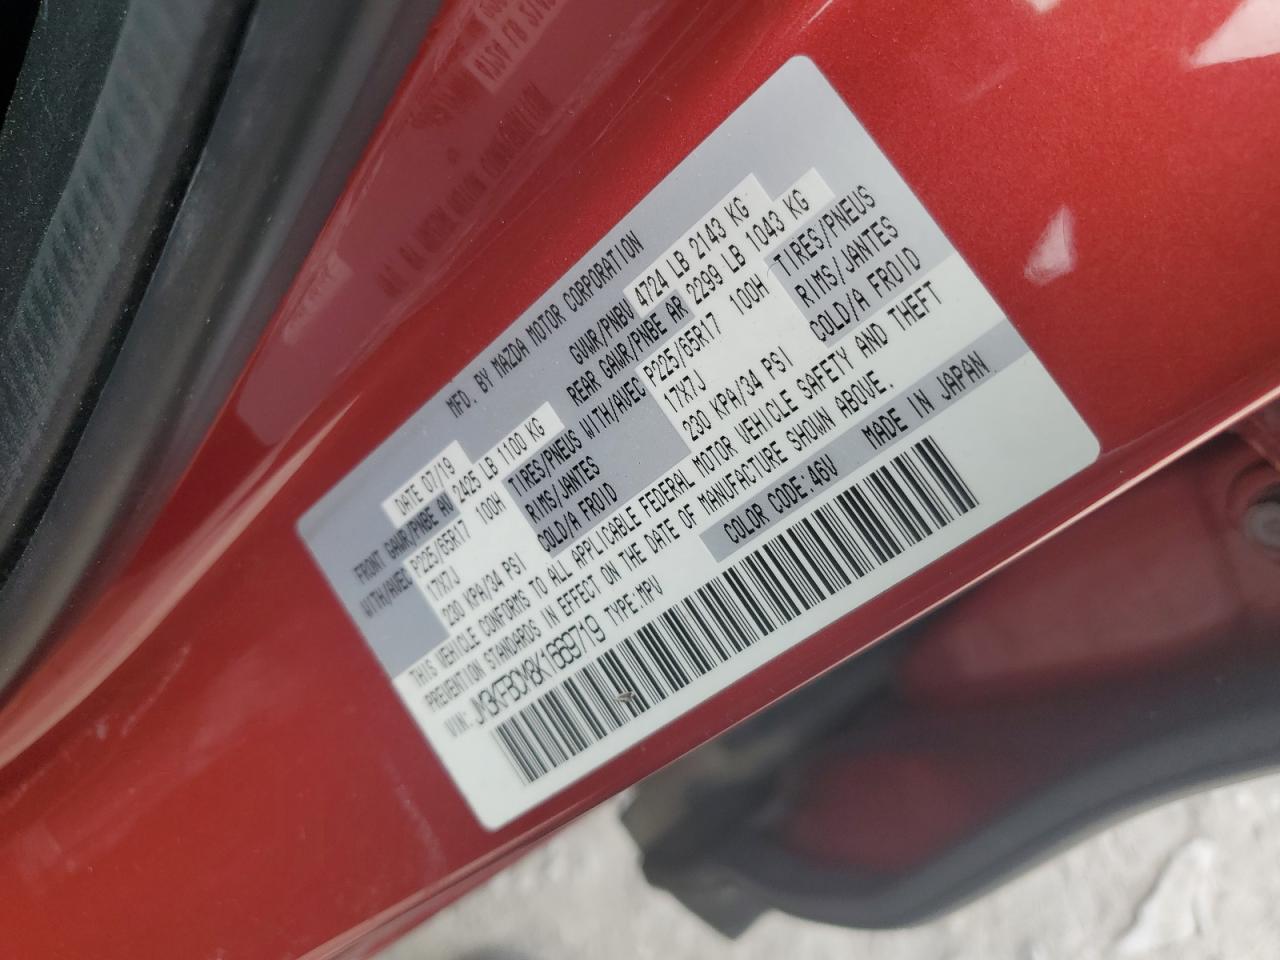 MFD. BY MAZDA MOTOR CORPORATION
DATE 07/19 GVWR/PNBV 4724 LB 2143 KG
FRONT GAWR/PNBE AV 2425 LB 1100 KG REAR GAWR/PNBE AR 2299 LB 1043 KG
WITH/AVEC P225/65R17 100H TIRES/PNEUS WITH/AVEC P225/65R17 100H TIRES/PNEUS
17X7J RIMS/JANTES 17X7J RIMS/JANTES
230 KPA/34 PSI COLD/A FROID 230 KPA/34 PSI COLD/A FROID
THIS VEHICLE CONFORMS TO ALL APPLICABLE FEDERAL MOTOR VEHICLE SAFETY AND THEFT
PREVENTION STANDARDS IN EFFECT ON THE DATE OF MANUFACTURE SHOWN ABOVE.
VIN: JM3KFBCM8K1669719 TYPE:MPV COLOR CODE:46V MADE IN JAPAN